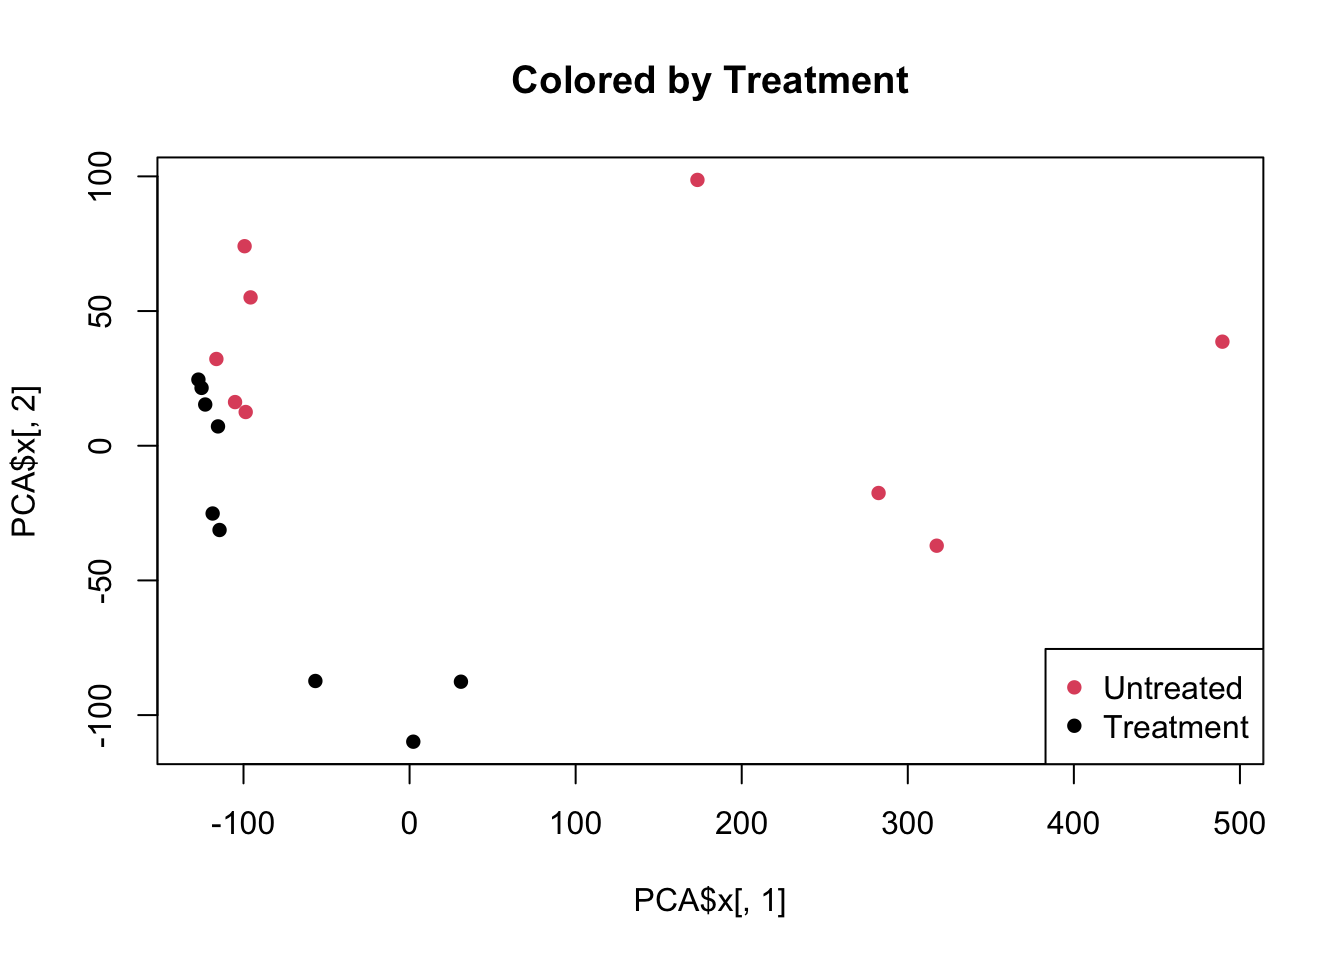 Colored by Treatment
PCA$x[, 2]
100
50
0
-50
-100
Untreated
Treatment
-100 0 100 200 300 400 500
PCA$x[, 1]